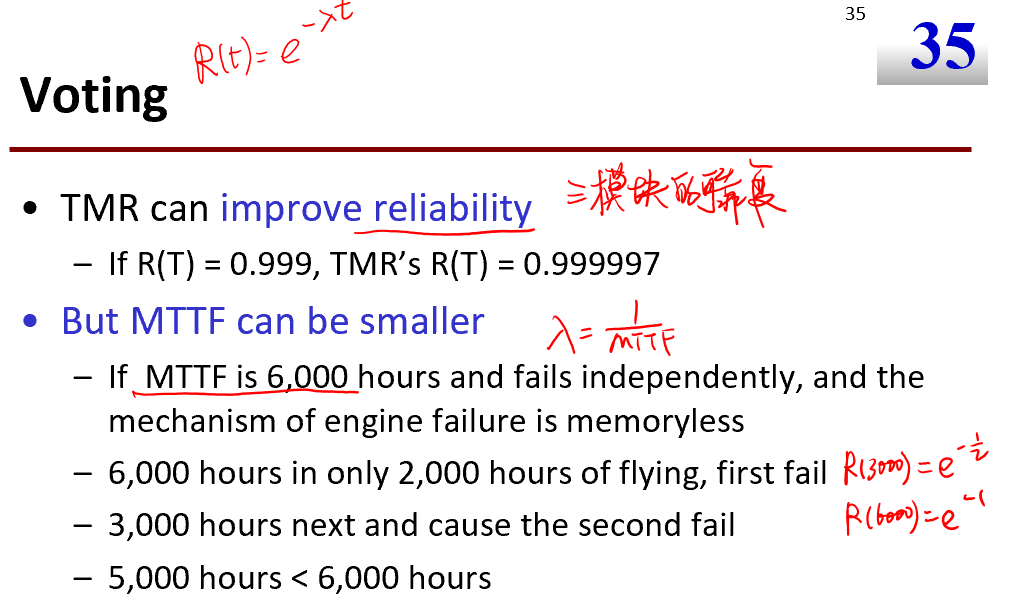 35
35
R(t) = e^{-λt}
Voting
• TMR can improve reliability 三模块的可靠度
– If R(T) = 0.999, TMR’s R(T) = 0.999997
• But MTTF can be smaller λ = 1/MTTF
– If MTTF is 6,000 hours and fails independently, and the
mechanism of engine failure is memoryless
– 6,000 hours in only 2,000 hours of flying, first fail R(3000) = e^{-1/2}
R(6000) = e^{-1}
– 3,000 hours next and cause the second fail
– 5,000 hours < 6,000 hours